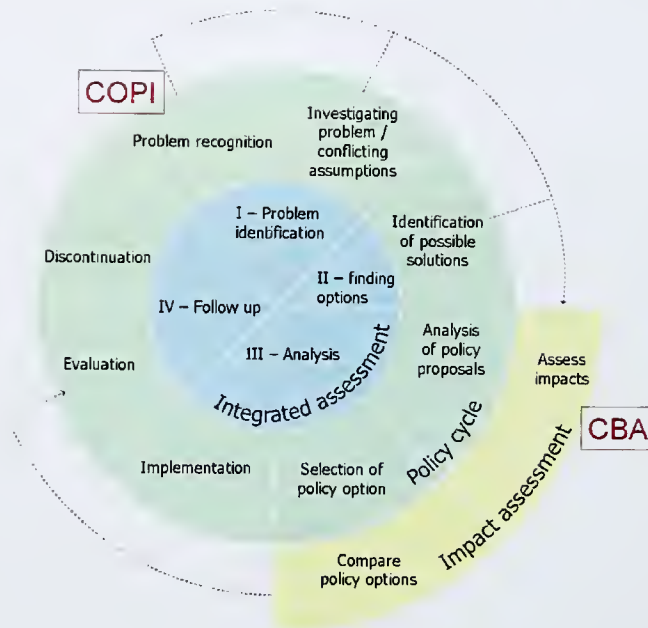 COPI
Problem recognition
Investigating
problem /
conflicting
assumptions
I – Problem
identification
Identification
of possible
solutions
Discontinuation
II – finding
options
IV – Follow up
Analysis
of policy
proposals
Evaluation
III – Analysis
Assess
impacts
Integrated assessment
CBA
Policy cycle
Impact assessment
Implementation
Selection of
policy option
Compare
policy options